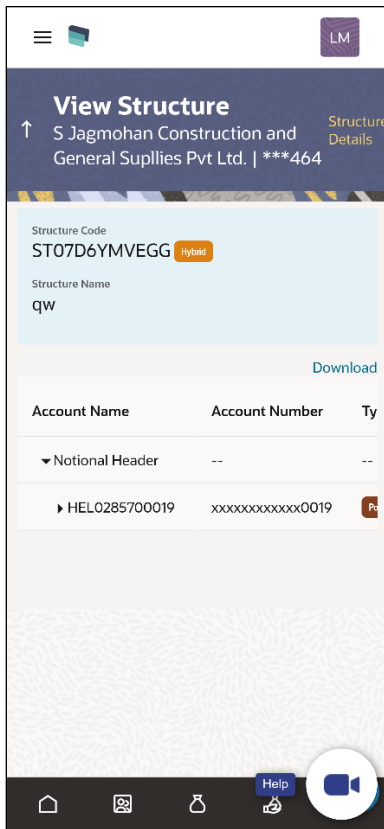 LM
View Structure
S Jagmohan Construction and
General Supllies Pvt Ltd. | ***464
Structure
Details
Structure Code
ST07D6YMVEGG Hybrid
Structure Name
qw
Download
Account Name Account Number Ty
Notional Header -- --
HEL0285700019 xxxxxxxxxxxx0019 Po
Help